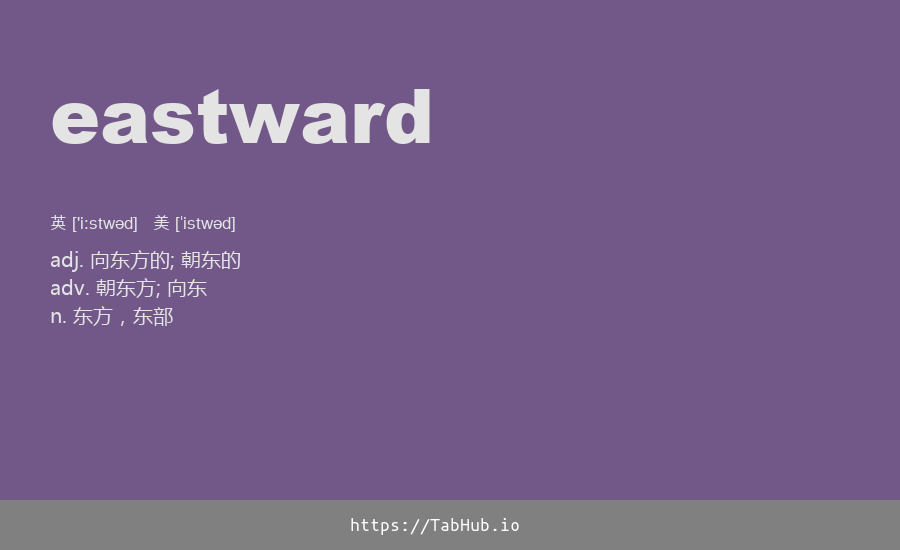 eastward
英 ['i:stwəd] 美 ['istwəd]
adj. 向东方的; 朝东的
adv. 朝东方; 向东
n. 东方，东部
https://TabHub.io